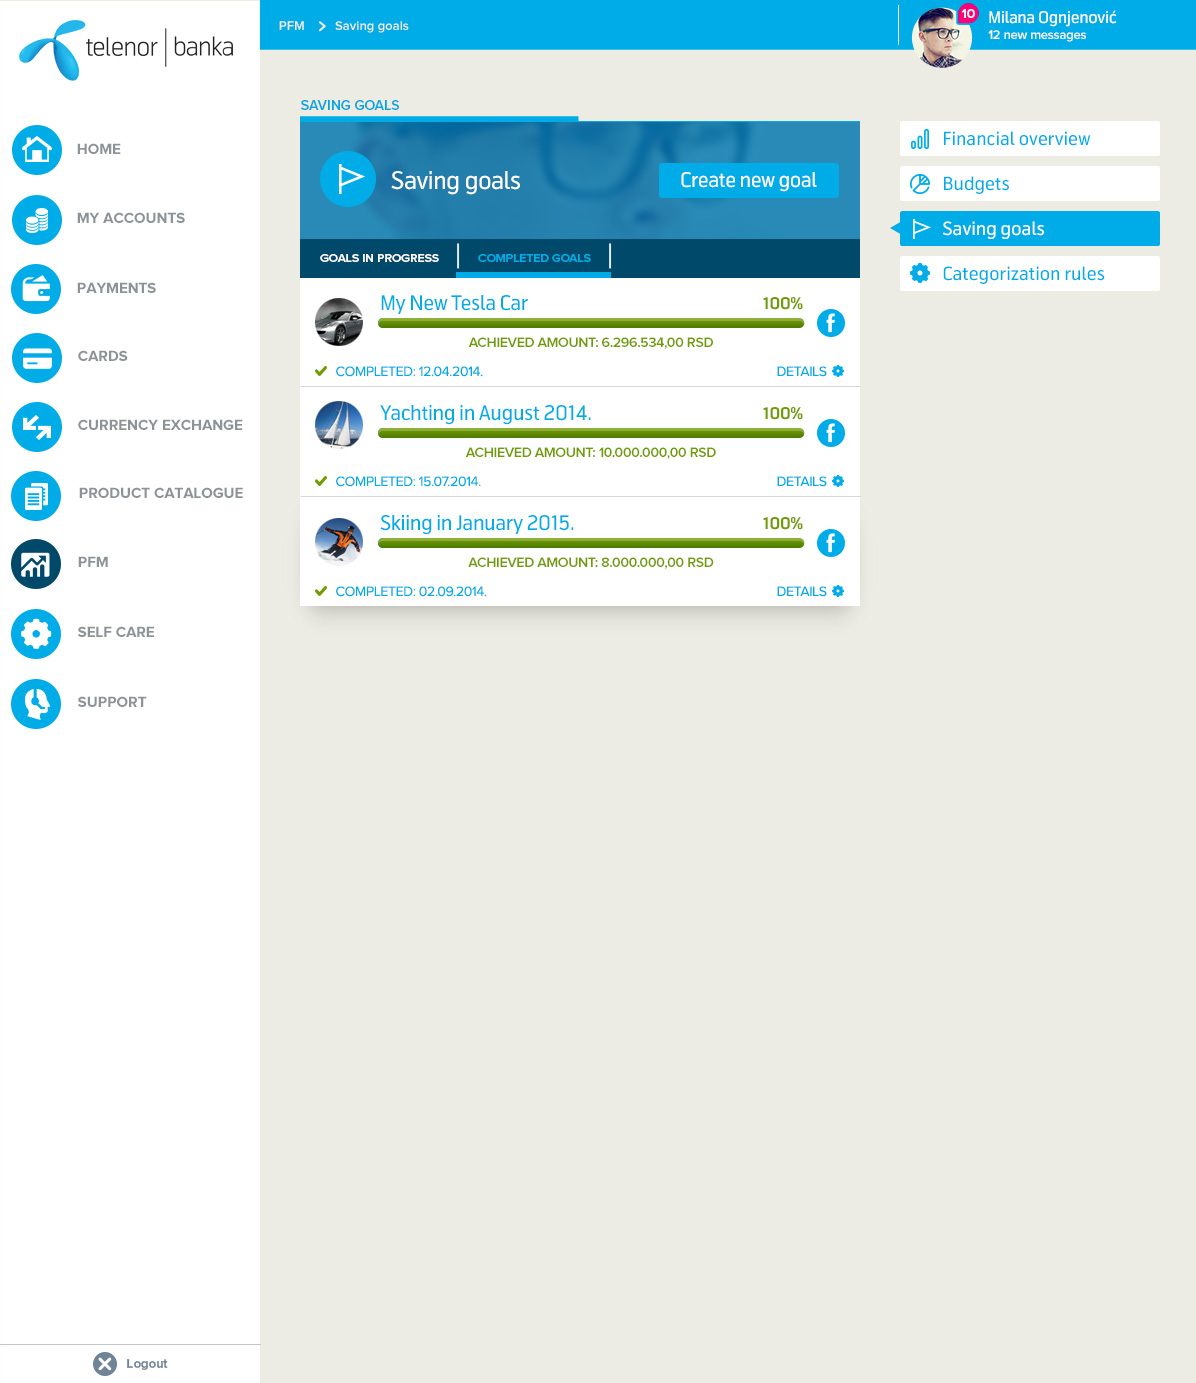 telenor | banka
PFM > Saving goals
10
Milana Ognjenović
12 new messages
HOME
MY ACCOUNTS
PAYMENTS
CARDS
CURRENCY EXCHANGE
PRODUCT CATALOGUE
PFM
SELF CARE
SUPPORT
Logout
SAVING GOALS
Saving goals
Create new goal
GOALS IN PROGRESS
COMPLETED GOALS
My New Tesla Car 100%
ACHIEVED AMOUNT: 6.296.534,00 RSD
COMPLETED: 12.04.2014. DETAILS
Yachting in August 2014. 100%
ACHIEVED AMOUNT: 10.000.000,00 RSD
COMPLETED: 15.07.2014. DETAILS
Skiing in January 2015. 100%
ACHIEVED AMOUNT: 8.000.000,00 RSD
COMPLETED: 02.09.2014. DETAILS
Financial overview
Budgets
Saving goals
Categorization rules